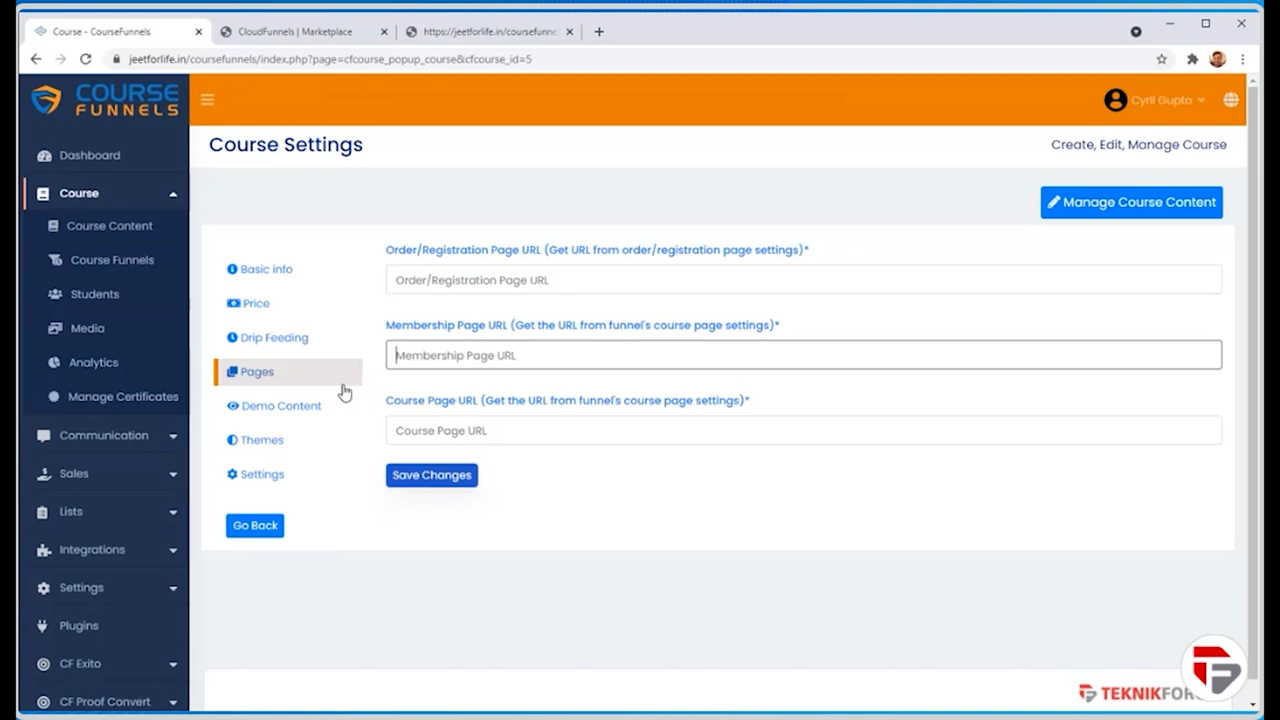 Course - CourseFunnels
CloudFunnels | Marketplace
https://jeetforlife.in/coursefunne
jeetforlife.in/coursefunnels/index.php?page=cfcourse_popup_course&cfcourse_id=5
COURSE
FUNNELS
Cyril Gupta
Dashboard
Course
Course Content
Course Funnels
Students
Media
Analytics
Manage Certificates
Communication
Sales
Lists
Integrations
Settings
Plugins
CF Exito
CF Proof Convert
Course Settings
Create, Edit, Manage Course
Manage Course Content
Basic info
Price
Drip Feeding
Pages
Demo Content
Themes
Settings
Go Back
Order/Registration Page URL (Get URL from order/registration page settings)*
Order/Registration Page URL
Membership Page URL (Get the URL from funnel's course page settings)*
Membership Page URL
Course Page URL (Get the URL from funnel's course page settings)*
Course Page URL
Save Changes
TEKNIKFOR